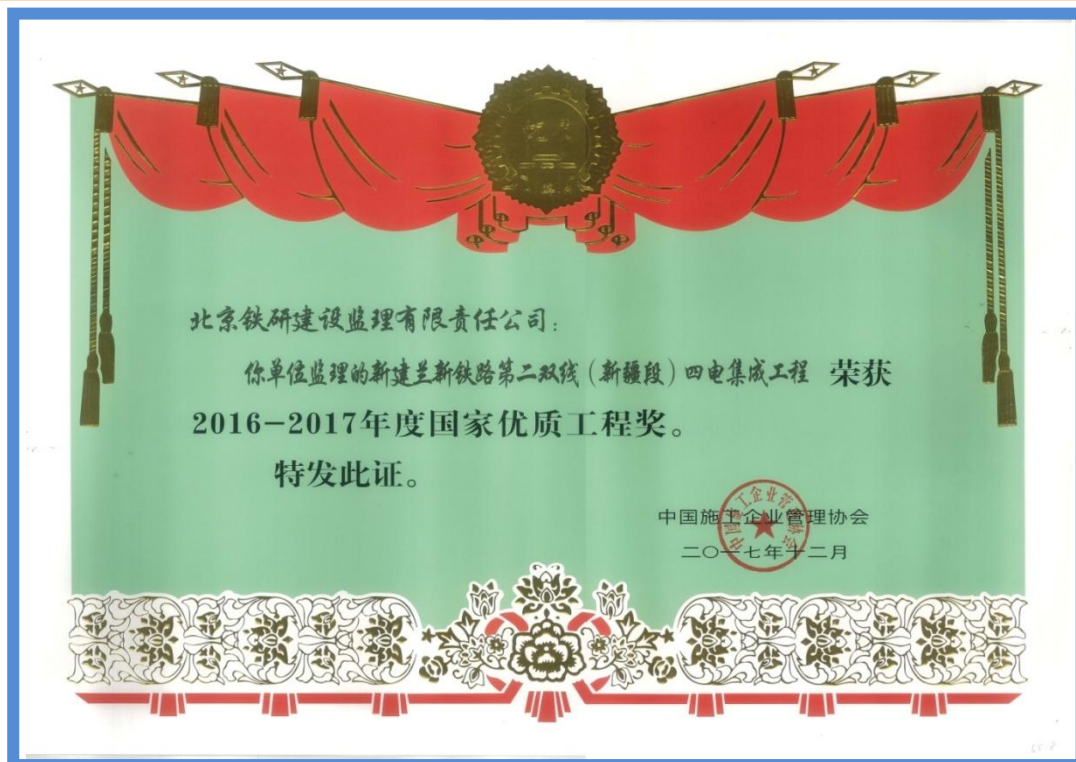 北京铁研建设监理有限责任公司：
你单位监理的新建兰新铁路第二双线（新疆段）四电集成工程 荣获
2016-2017年度国家优质工程奖。
特发此证。
中国施工企业管理协会
二〇一七年十二月